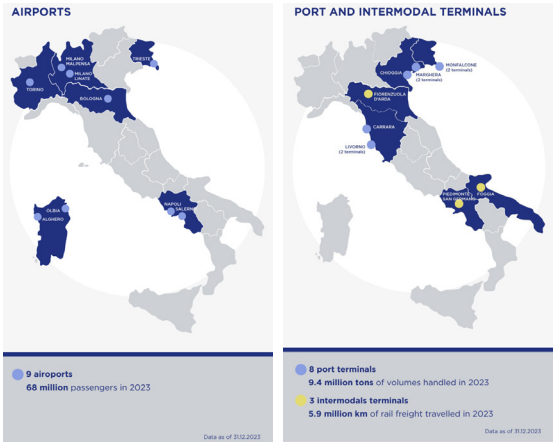 AIRPORTS
MILANO
MALPENSA
MILANO
LINATE
TRIESTE
TORINO
BOLOGNA
OLBIA
ALGHERO
NAPOLI
SALERNO
9 airoports
68 million passengers in 2023
Data as of 31.12.2023
PORT AND INTERMODAL TERMINALS
MONFALCONE
(2 terminals)
CHIOGGIA
MARGHERA
(2 terminals)
FIORENZUOLA
D'ARDA
CARRARA
LIVORNO
(2 terminals)
PIEDIMONTE
SAN GERMANO
FOGGIA
8 port terminals
9.4 million tons of volumes handled in 2023
3 intermodals terminals
5.9 million km of rail freight travelled in 2023
Data as of 31.12.2023